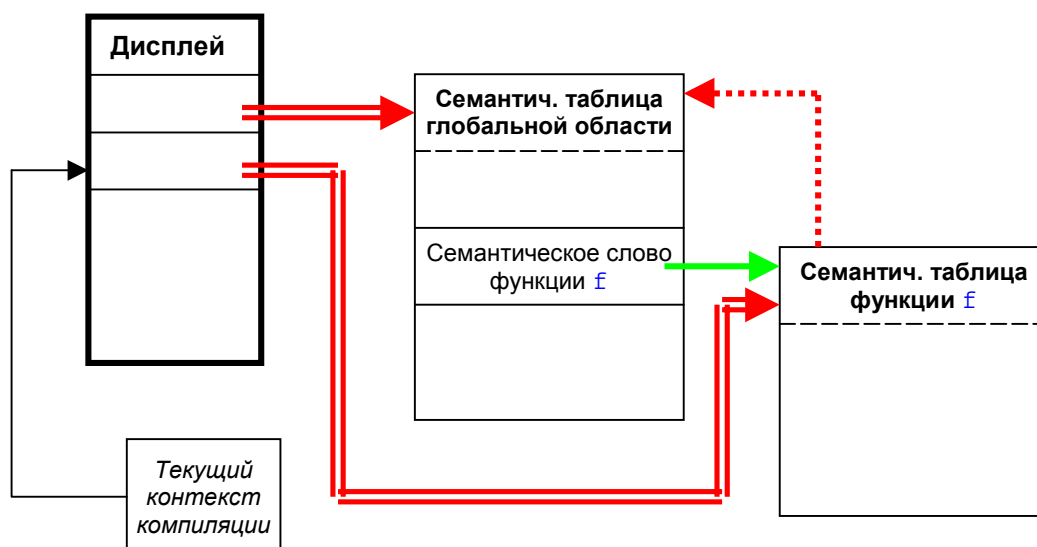 Дисплей
Семантич. таблица
глобальной области
Семантическое слово
функции f
Семантич. таблица
функции f
Текущий
контекст
компиляции